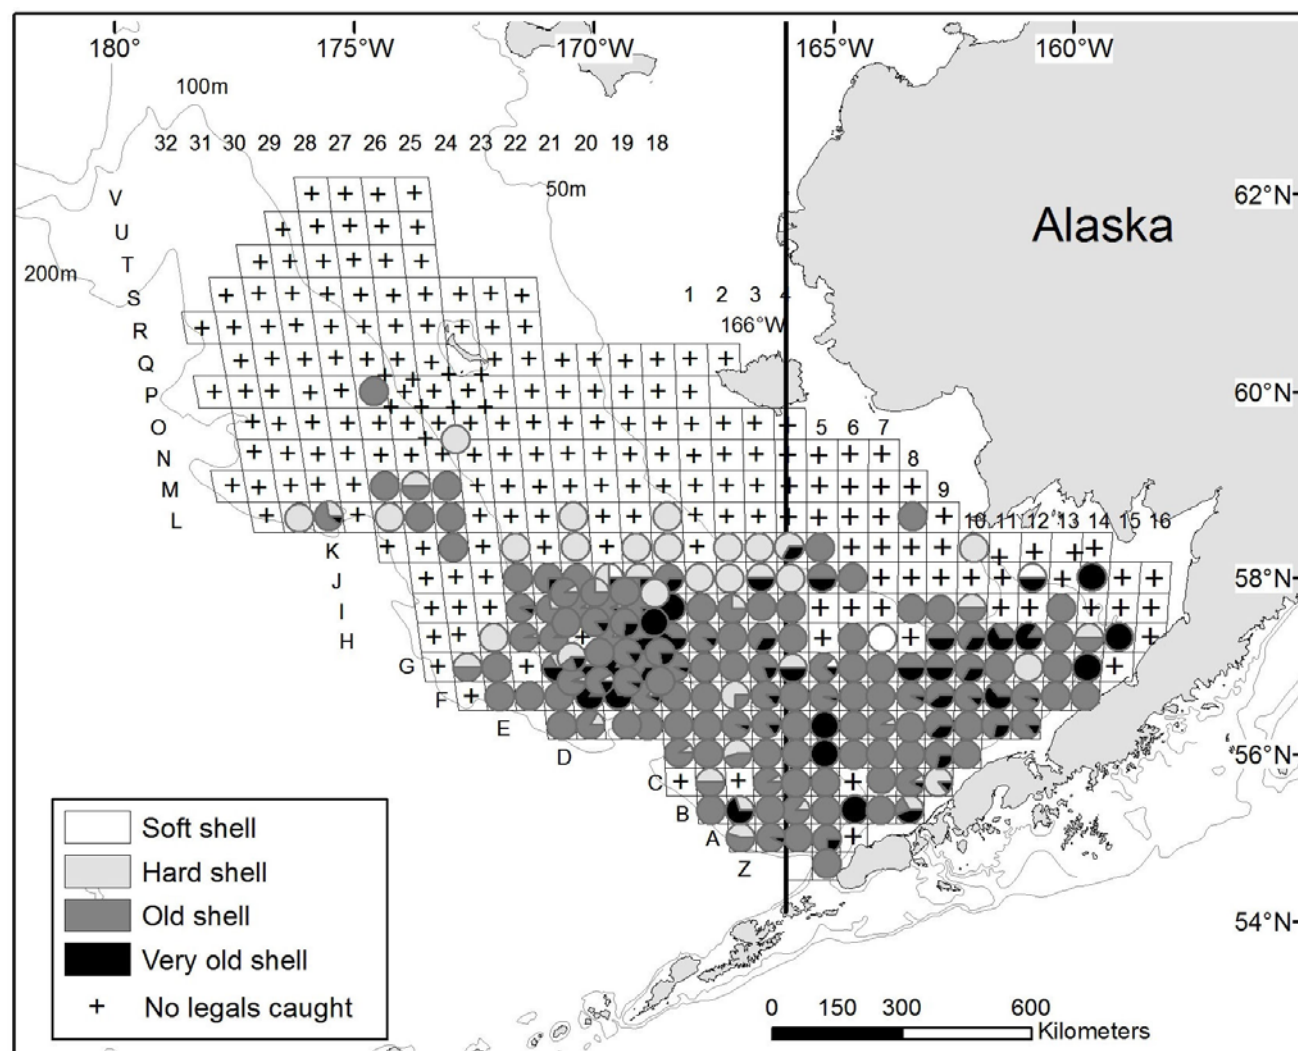 180° 175°W 170°W 165°W 160°W
100m
32 31 30 29 28 27 26 25 24 23 22 21 20 19 18
50m
V
62°N
U
Alaska
T
200m
S
1 2 3 4
R
166°W
Q
P
60°N
O
5 6 7
N
8
M
9
L
10 11 12 13 14 15 16
K
J
58°N
I
H
G
F
E
D
56°N
C
B
A
Z
Soft shell
Hard shell
Old shell
Very old shell
+ No legals caught
54°N
0 150 300 600
Kilometers